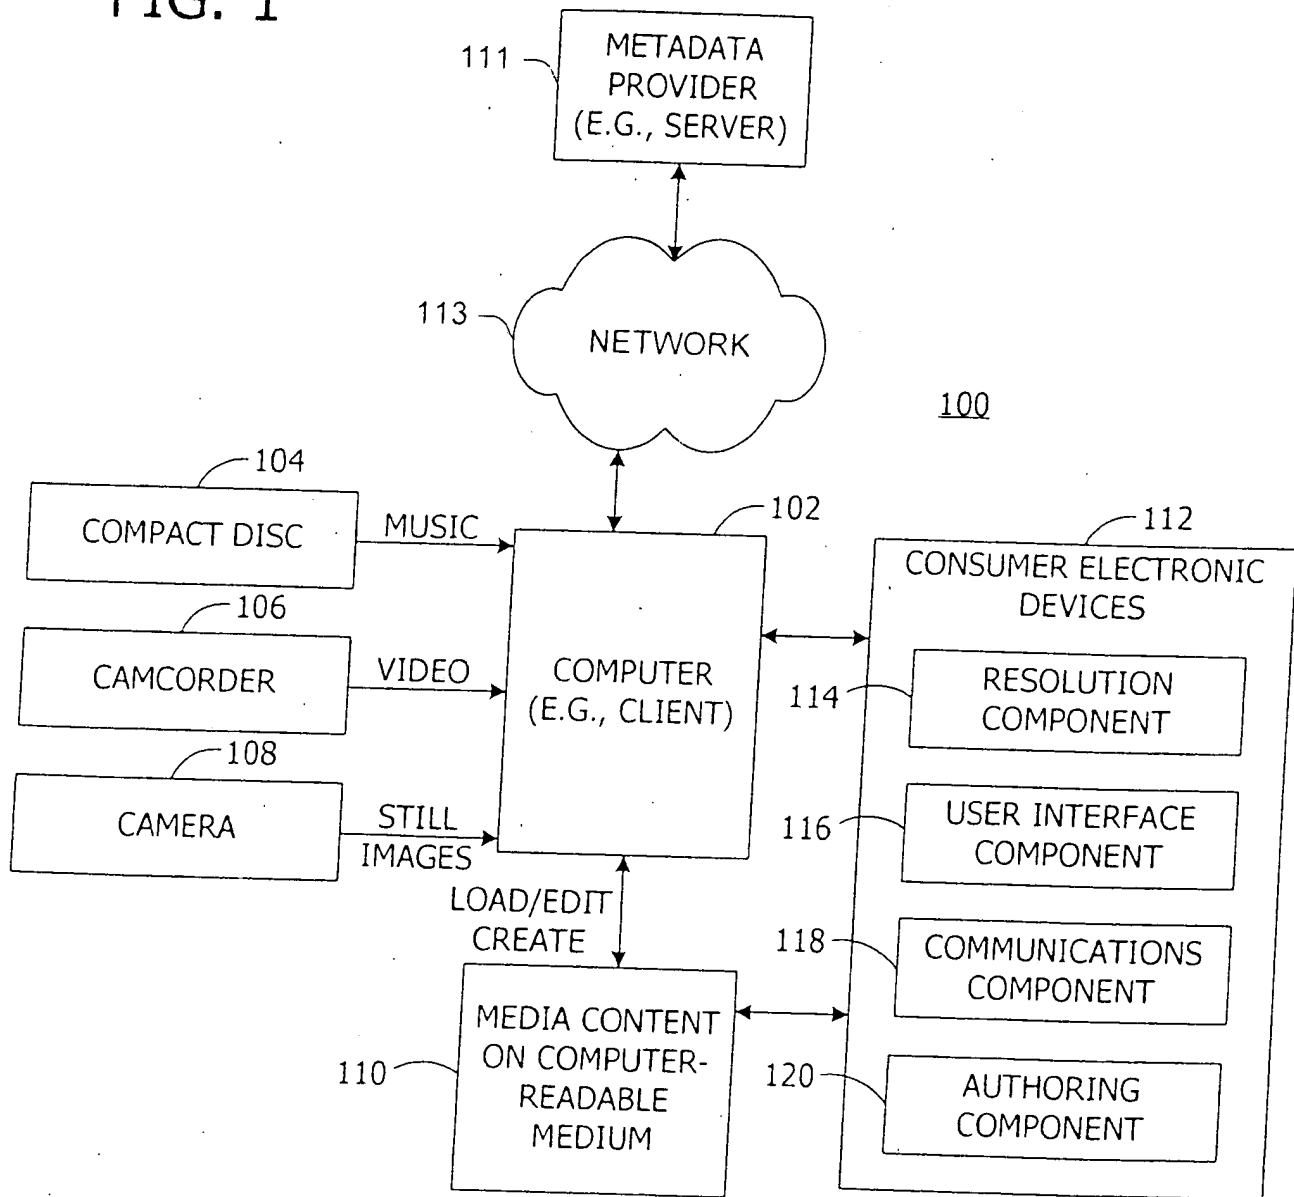 FIG. 1
111
METADATA
PROVIDER
(E.G., SERVER)
113
NETWORK
100
104
COMPACT DISC
MUSIC
102
112
CONSUMER ELECTRONIC
DEVICES
106
CAMCORDER
VIDEO
COMPUTER
(E.G., CLIENT)
114
RESOLUTION
COMPONENT
108
CAMERA
STILL
IMAGES
116
USER INTERFACE
COMPONENT
LOAD/EDIT
CREATE
118
COMMUNICATIONS
COMPONENT
110
MEDIA CONTENT
ON COMPUTER-
READABLE
MEDIUM
120
AUTHORING
COMPONENT